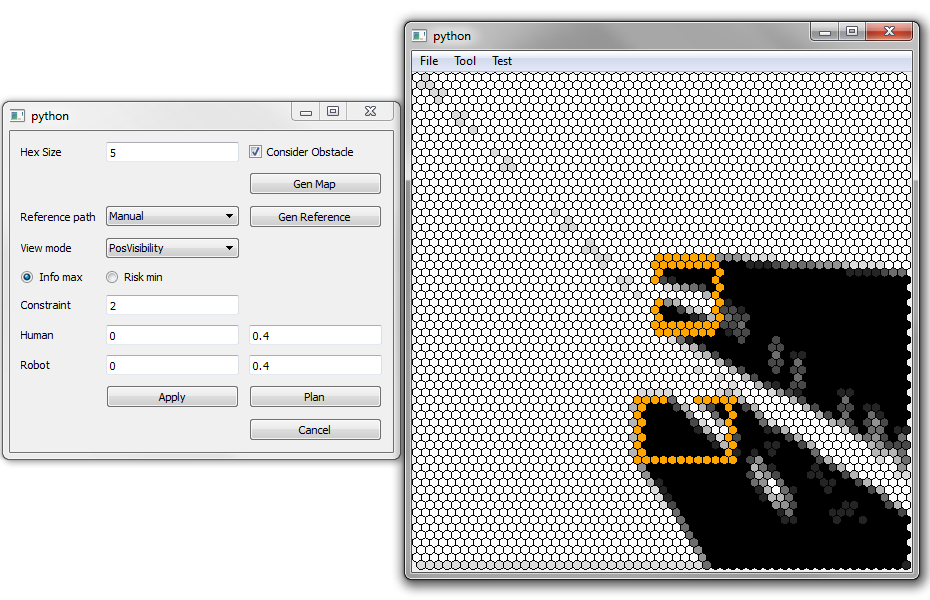 python
Hex Size 5 Consider Obstacle
Gen Map
Reference path Manual Gen Reference
View mode PosVisibility
Info max Risk min
Constraint 2
Human 0 0.4
Robot 0 0.4
Apply Plan
Cancel
python
File Tool Test